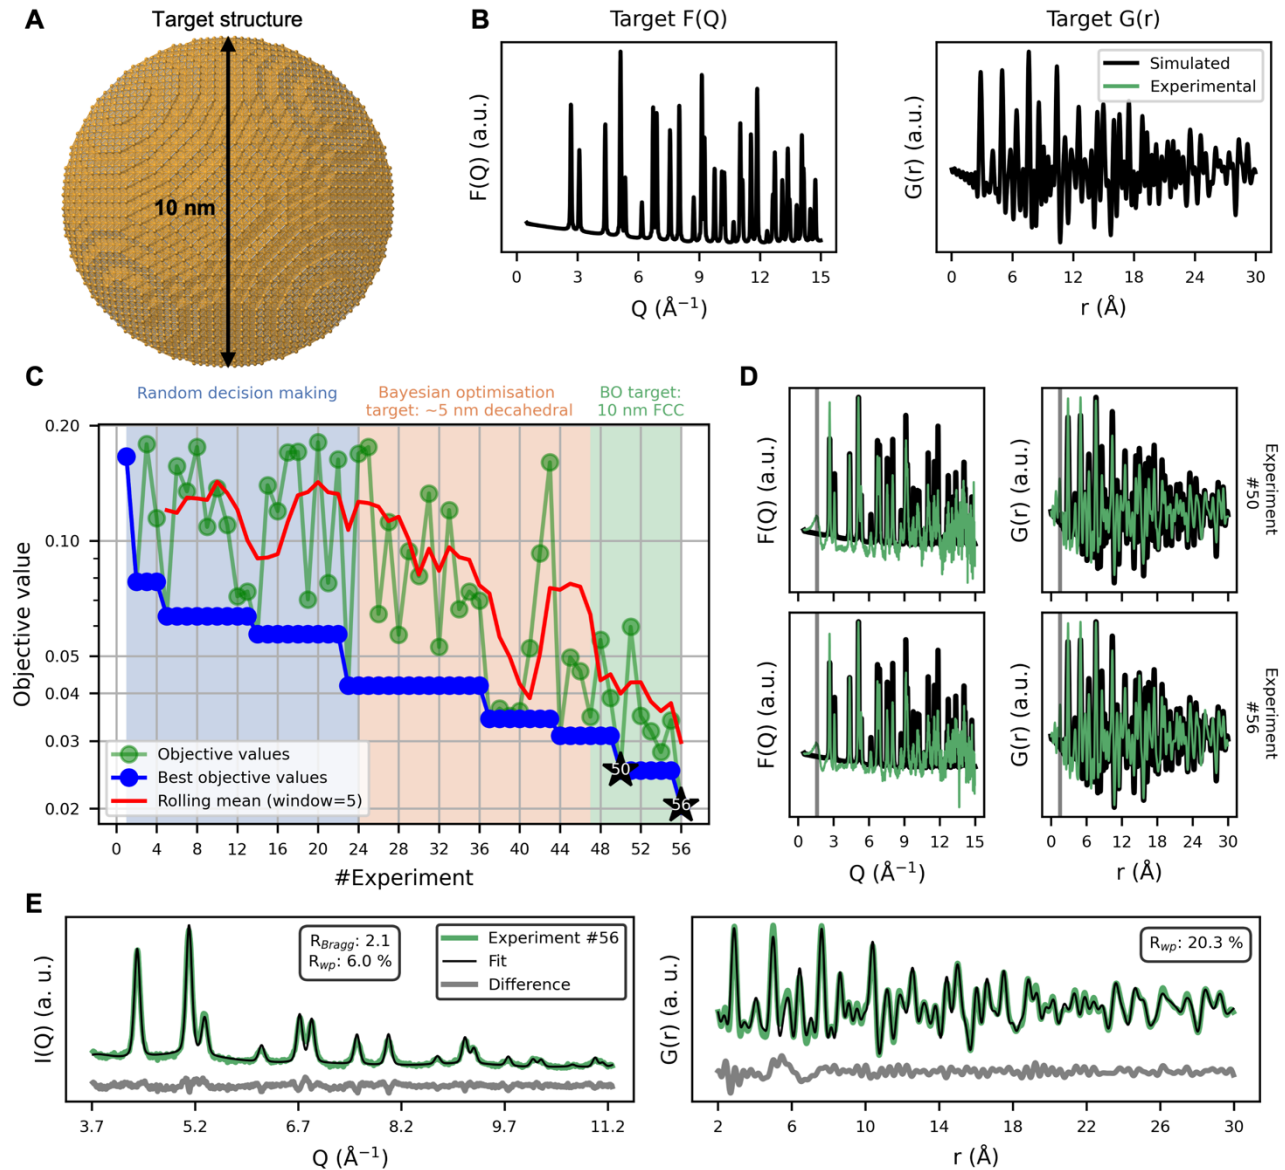 A
Target structure
10 nm
B
Target F(Q)
F(Q) (a.u.)
0 3 6 9 12 15
Q (Å⁻¹)
Target G(r)
Simulated
Experimental
G(r) (a.u.)
0 6 12 18 24 30
r (Å)
C
Random decision making
Bayesian optimisation
target: ~5 nm decahedral
BO target:
10 nm FCC
Objective value
0.20
0.10
0.05
0.04
0.03
0.02
Objective values
Best objective values
Rolling mean (window=5)
50
56
0 4 8 12 16 20 24 28 32 36 40 44 48 52 56
#Experiment
D
F(Q) (a.u.)
G(r) (a.u.)
Experiment
#50
F(Q) (a.u.)
G(r) (a.u.)
Experiment
#56
0 3 6 9 12 15
Q (Å⁻¹)
0 6 12 18 24 30
r (Å)
E
I(Q) (a. u.)
R_Bragg: 2.1
R_wp: 6.0 %
Experiment #56
Fit
Difference
3.7 5.2 6.7 8.2 9.7 11.2
Q (Å⁻¹)
G(r) (a. u.)
R_wp: 20.3 %
2 6 10 14 18 22 26 30
r (Å)